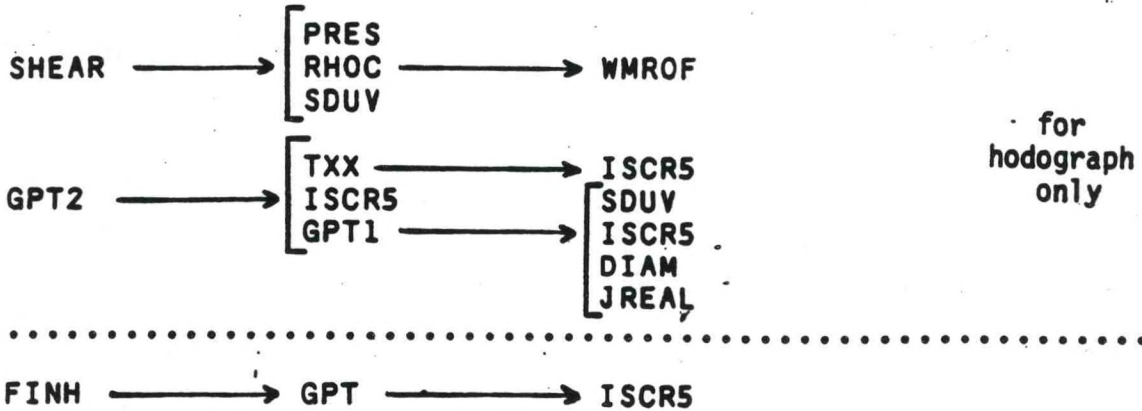 PRES
SHEAR RHOC WMROF
SDUV
for
hodograph
only
TXX ISCR5
GPT2 ISCR5 SDUV
GPT1 ISCR5
DIAM
JREAL
FINH GPT ISCR5